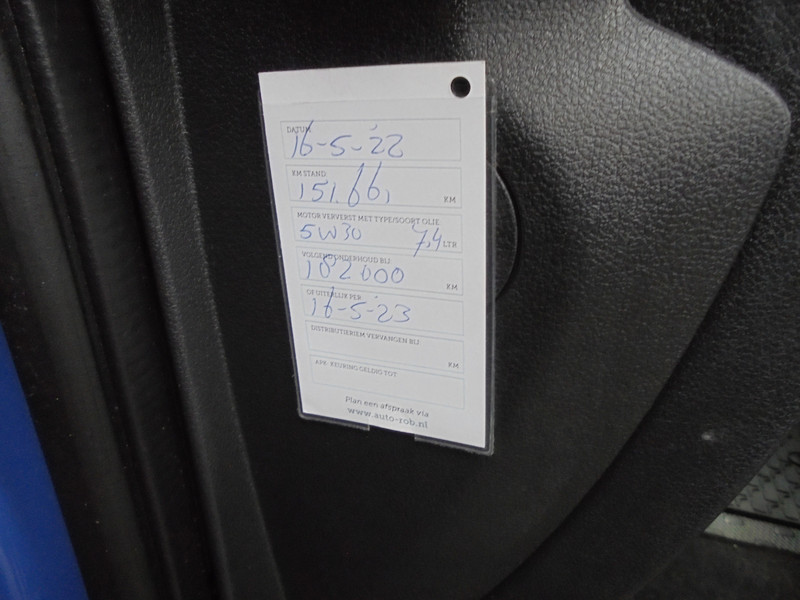 DATUM
16-5-'22
KM STAND
151.661 KM
MOTOR VERVERST MET TYPE/SOORT OLIE
5W30 7,4 LTR
VOLGEND ONDERHOUD BIJ:
182000 KM
OF UITERLIJK PER
16-5-'23
DISTRIBUTIERIEM VERVANGEN BIJ
KM
APK- KEURING GELDIG TOT
Plan een afspraak via
www.auto-rob.nl